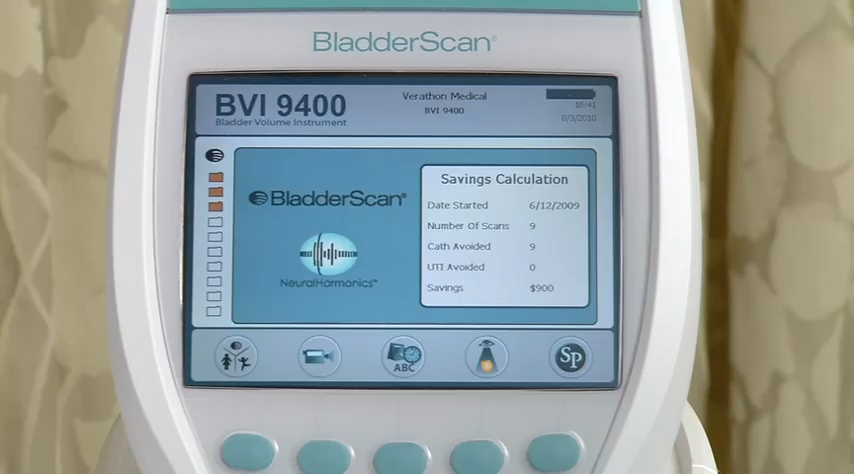 BladderScan®
BVI 9400
Bladder Volume Instrument
Verathon Medical
BVI 9400
16:41
8/3/2010
BladderScan®
NeuralHarmonics™
Savings Calculation
Date Started 6/12/2009
Number Of Scans 9
Cath Avoided 9
UTI Avoided 0
Savings $900
ABC
$
SP